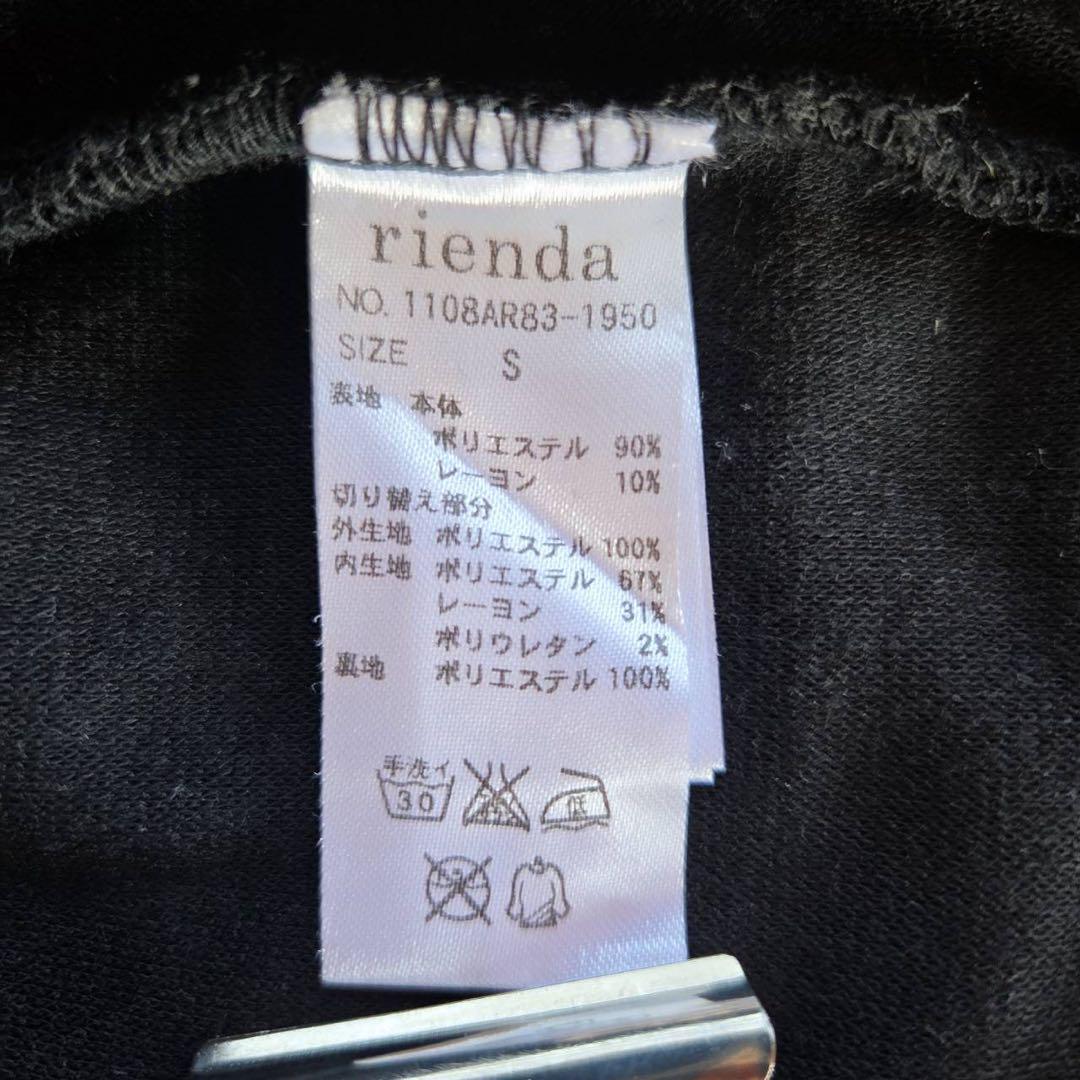 rienda
NO. 1108AR83-1950
SIZE S
表地 本体
ポリエステル 90%
レーヨン 10%
切り替え部分
外生地 ポリエステル 100%
内生地 ポリエステル 67%
レーヨン 31%
ポリウレタン 2%
裏地 ポリエステル 100%
手洗イ
30
低